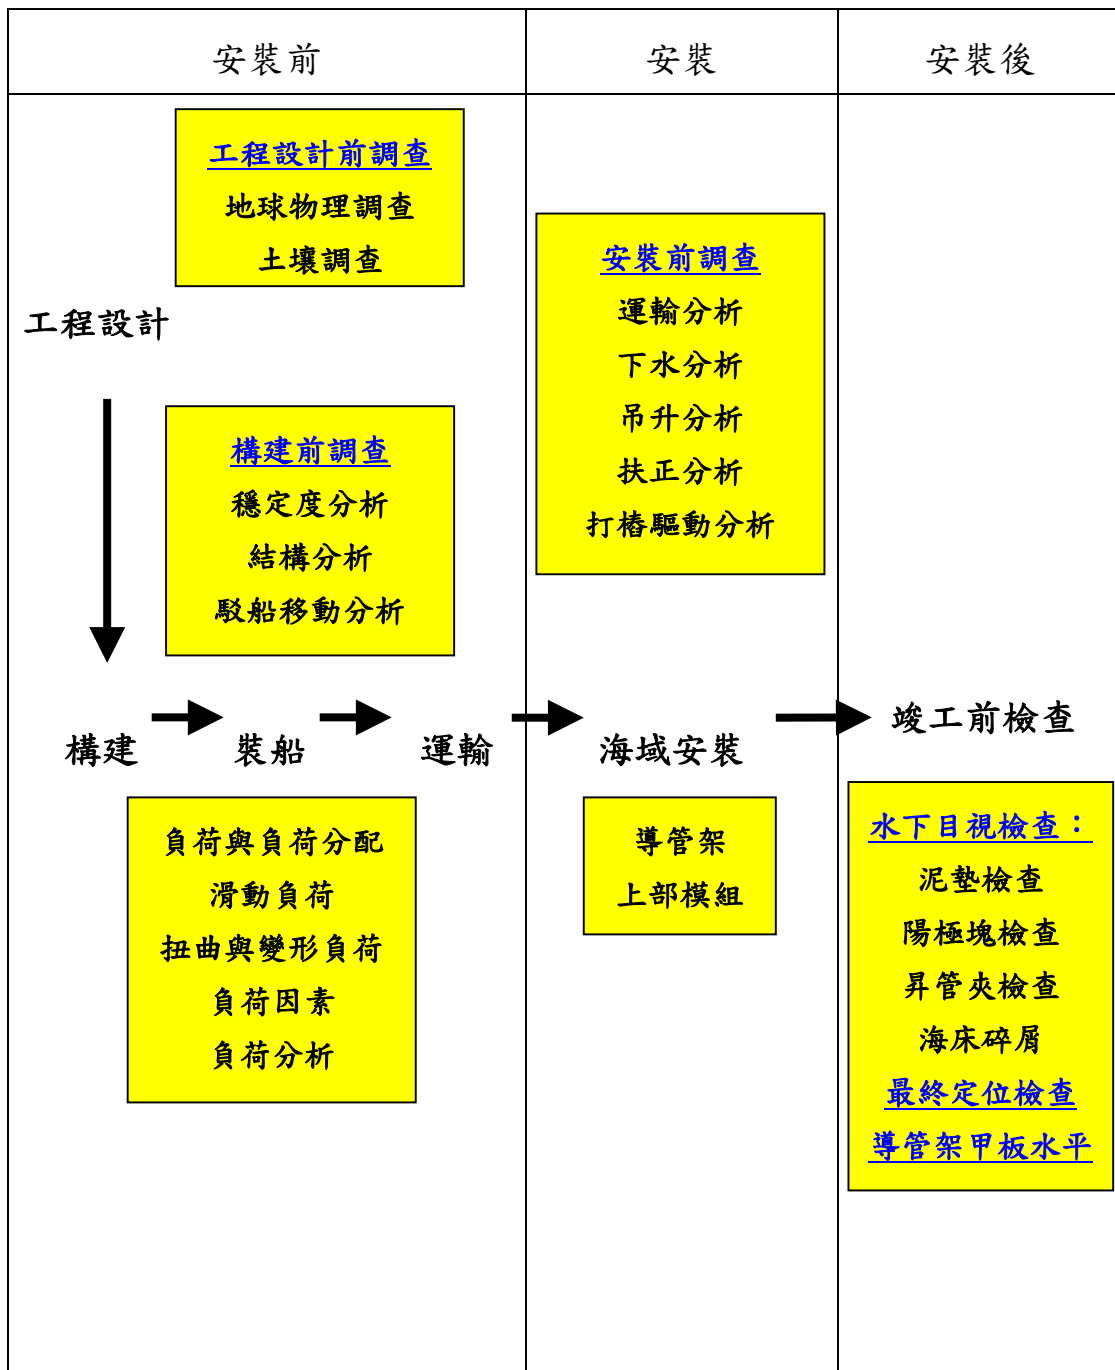 安裝前
安裝
安裝後
工程設計前調查
地球物理調查
土壤調查
工程設計
構建前調查
穩定度分析
結構分析
駁船移動分析
構建
裝船
運輸
負荷與負荷分配
滑動負荷
扭曲與變形負荷
負荷因素
負荷分析
安裝前調查
運輸分析
下水分析
吊升分析
扶正分析
打樁驅動分析
海域安裝
導管架
上部模組
竣工前檢查
水下目視檢查：
泥墊檢查
陽極塊檢查
昇管夾檢查
海床碎屑
最終定位檢查
導管架甲板水平